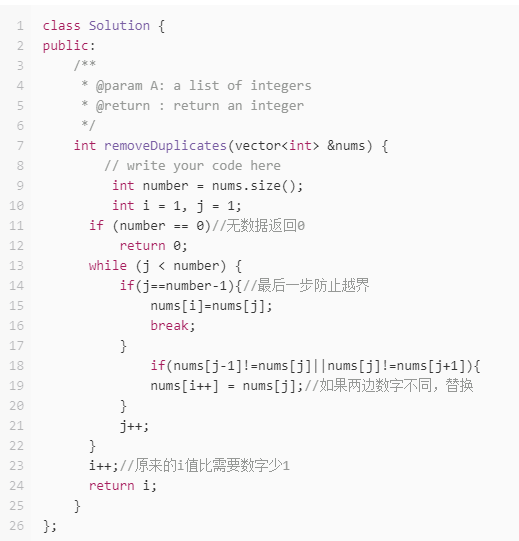 1 class Solution {
2 public:
3     /**
4      * @param A: a list of integers
5      * @return : return an integer
6      */
7     int removeDuplicates(vector<int> &nums) {
8         // write your code here
9          int number = nums.size();
10          int i = 1, j = 1;
11       if (number == 0)//无数据返回0
12           return 0;
13       while (j < number) {
14           if(j==number-1){//最后一步防止越界
15               nums[i]=nums[j];
16               break;
17           }
18               if(nums[j-1]!=nums[j]||nums[j]!=nums[j+1]){
19               nums[i++] = nums[j];//如果两边数字不同，替换
20           }
21           j++;
22       }
23       i++;//原来的i值比需要数字少1
24       return i;
25     }
26 };